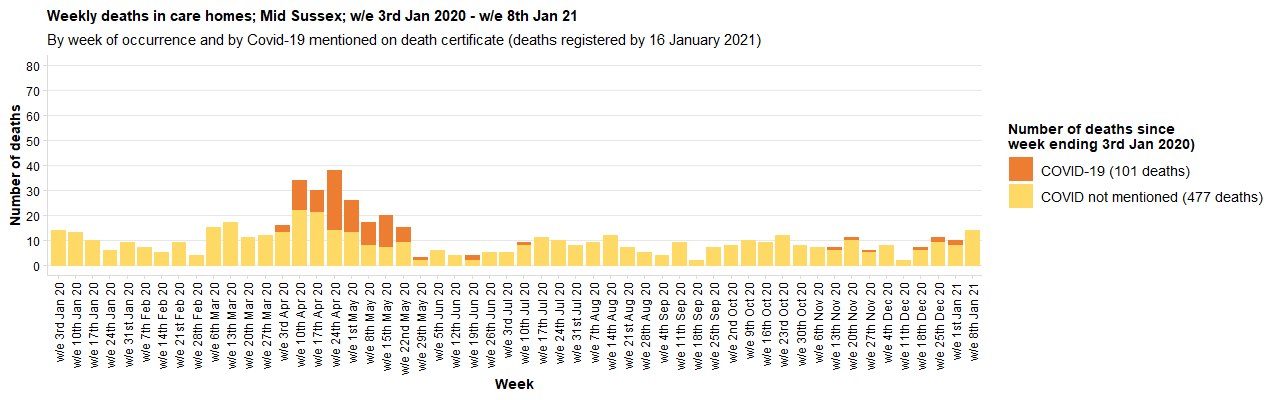 Weekly deaths in care homes; Mid Sussex; w/e 3rd Jan 2020 - w/e 8th Jan 21
By week of occurrence and by Covid-19 mentioned on death certificate (deaths registered by 16 January 2021)
80
70
60
50
40
30
20
10
0
Number of deaths
w/e 3rd Jan 20
w/e 10th Jan 20
w/e 17th Jan 20
w/e 24th Jan 20
w/e 31st Jan 20
w/e 7th Feb 20
w/e 14th Feb 20
w/e 21st Feb 20
w/e 28th Feb 20
w/e 6th Mar 20
w/e 13th Mar 20
w/e 20th Mar 20
w/e 27th Mar 20
w/e 3rd Apr 20
w/e 10th Apr 20
w/e 17th Apr 20
w/e 24th Apr 20
w/e 1st May 20
w/e 8th May 20
w/e 15th May 20
w/e 22nd May 20
w/e 29th May 20
w/e 5th Jun 20
w/e 12th Jun 20
w/e 19th Jun 20
w/e 26th Jun 20
w/e 3rd Jul 20
w/e 10th Jul 20
w/e 17th Jul 20
w/e 24th Jul 20
w/e 31st Jul 20
w/e 7th Aug 20
w/e 14th Aug 20
w/e 21st Aug 20
w/e 28th Aug 20
w/e 4th Sep 20
w/e 11th Sep 20
w/e 18th Sep 20
w/e 25th Sep 20
w/e 2nd Oct 20
w/e 9th Oct 20
w/e 16th Oct 20
w/e 23rd Oct 20
w/e 30th Oct 20
w/e 6th Nov 20
w/e 13th Nov 20
w/e 20th Nov 20
w/e 27th Nov 20
w/e 4th Dec 20
w/e 11th Dec 20
w/e 18th Dec 20
w/e 25th Dec 20
w/e 1st Jan 21
w/e 8th Jan 21
Week
Number of deaths since
week ending 3rd Jan 2020)
COVID-19 (101 deaths)
COVID not mentioned (477 deaths)